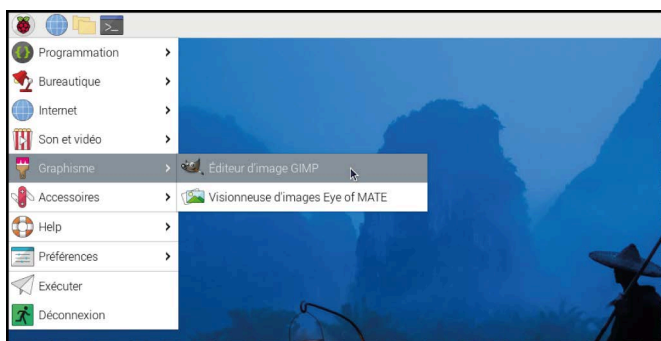 Programmation
Bureautique
Internet
Son et vidéo
Graphisme
Éditeur d'image GIMP
Accessoires
Visionneuse d'images Eye of MATE
Help
Préférences
Exécuter
Déconnexion